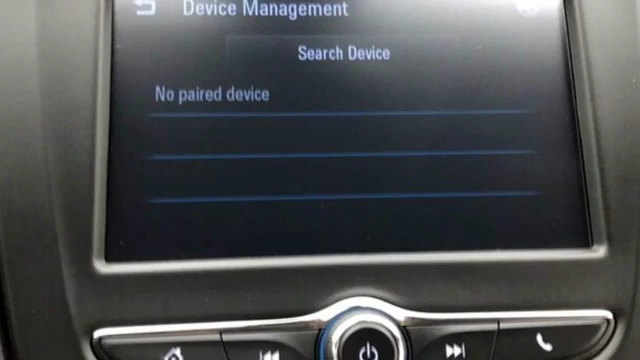 Device Management
Search Device
No paired device